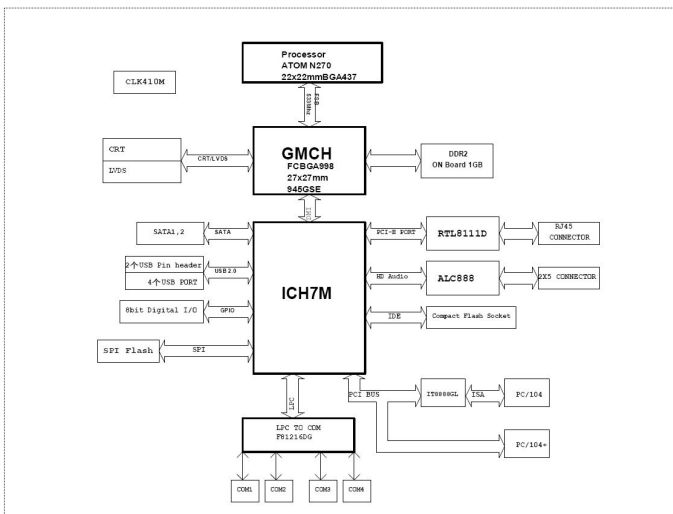 Processor
ATOM N270
22x22mmBGA437
CLK410M
FSB
533Mhz
GMCH
FCBGA998
27x27mm
945GSE
CRT
LVDS
CRT/LVDS
DDR2
ON Board 1GB
DMI
SATA1,2
SATA
PCI-E PORT
RTL8111D
RJ45
CONNECTOR
2个USB Pin header
4个USB PORT
USB2.0
ICH7M
HD Audio
ALC888
2X5 CONNECTOR
8bit Digital I/O
GPIO
IDE
Compact Flash Socket
SPI Flash
SPI
LPC
PCI BUS
IT8888GL
ISA
PC/104
LPC TO COM
F81216DG
PC/104+
COM1
COM2
COM3
COM4